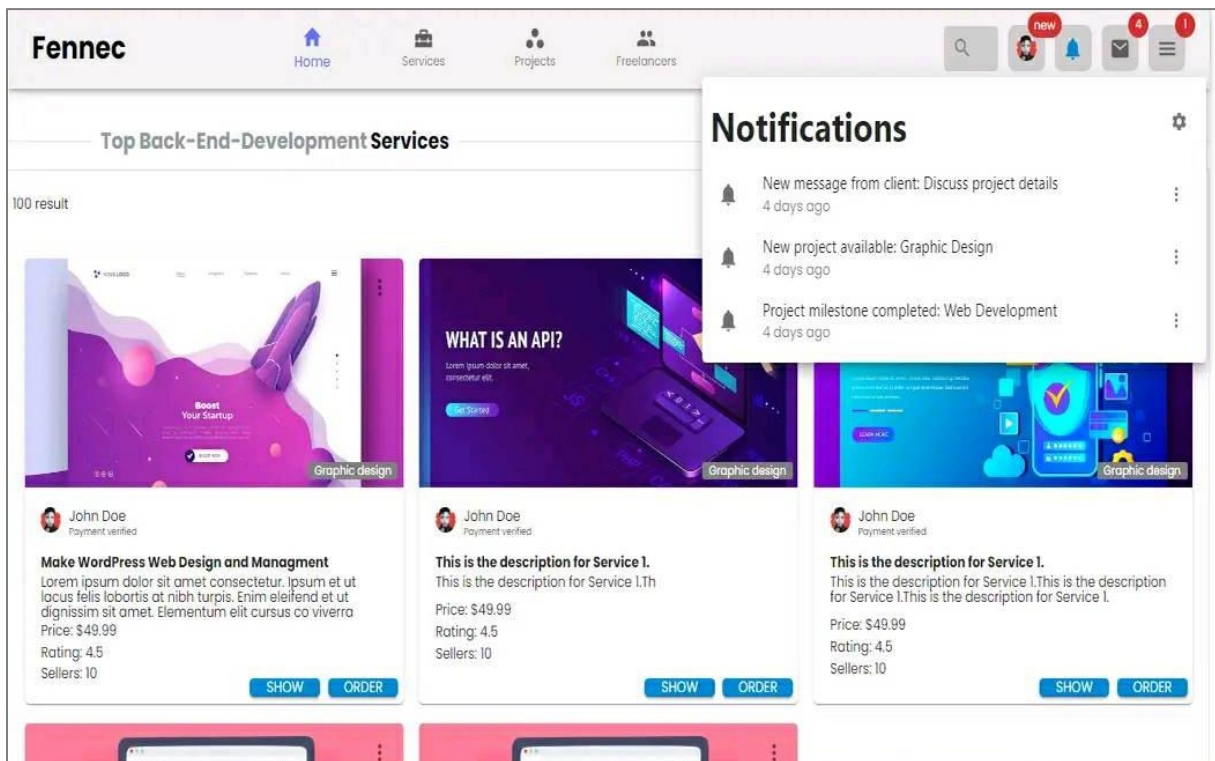 Fennec
Home
Services
Projects
Freelancers
new
4
1
Top Back-End-Development Services
Notifications
New message from client: Discuss project details
4 days ago
New project available: Graphic Design
4 days ago
Project milestone completed: Web Development
4 days ago
100 result
YOUR LOGO
Boost
Your Startup
Graphic design
WHAT IS AN API?
Lorem ipsum dolor sit amet,
consectetur elit.
Get Started
Graphic design
LEARN MORE
Graphic design
John Doe
Payment verified
Make WordPress Web Design and Managment
Lorem ipsum dolor sit amet consectetur. Ipsum et ut
lacus felis lobortis at nibh turpis. Enim eleifend et ut
dignissim sit amet. Elementum elit cursus co viverra
Price: $49.99
Rating: 4.5
Sellers: 10
SHOW
ORDER
John Doe
Payment verified
This is the description for Service 1.
This is the description for Service 1.Th
Price: $49.99
Rating: 4.5
Sellers: 10
SHOW
ORDER
John Doe
Payment verified
This is the description for Service 1.
This is the description for Service 1.This is the description
for Service 1.This is the description for Service 1.
Price: $49.99
Rating: 4.5
Sellers: 10
SHOW
ORDER